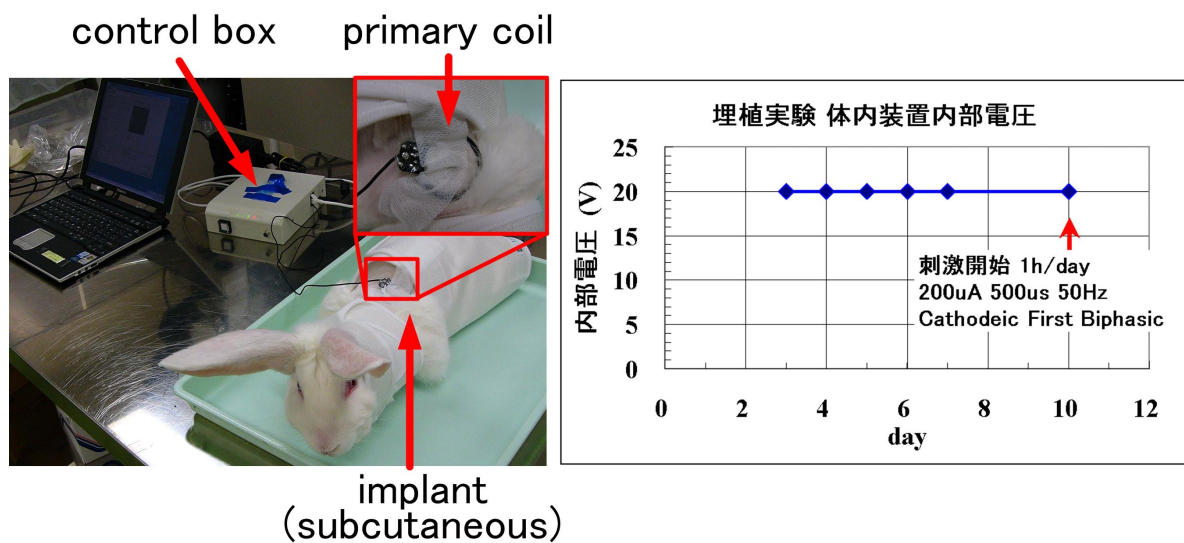 control box
primary coil
implant
(subcutaneous)
埋植実験 体内装置内部電圧
内部電圧 (V)
25
20
15
10
5
0
刺激開始 1h/day
200uA 500us 50Hz
Cathodeic First Biphasic
0 2 4 6 8 10 12
day